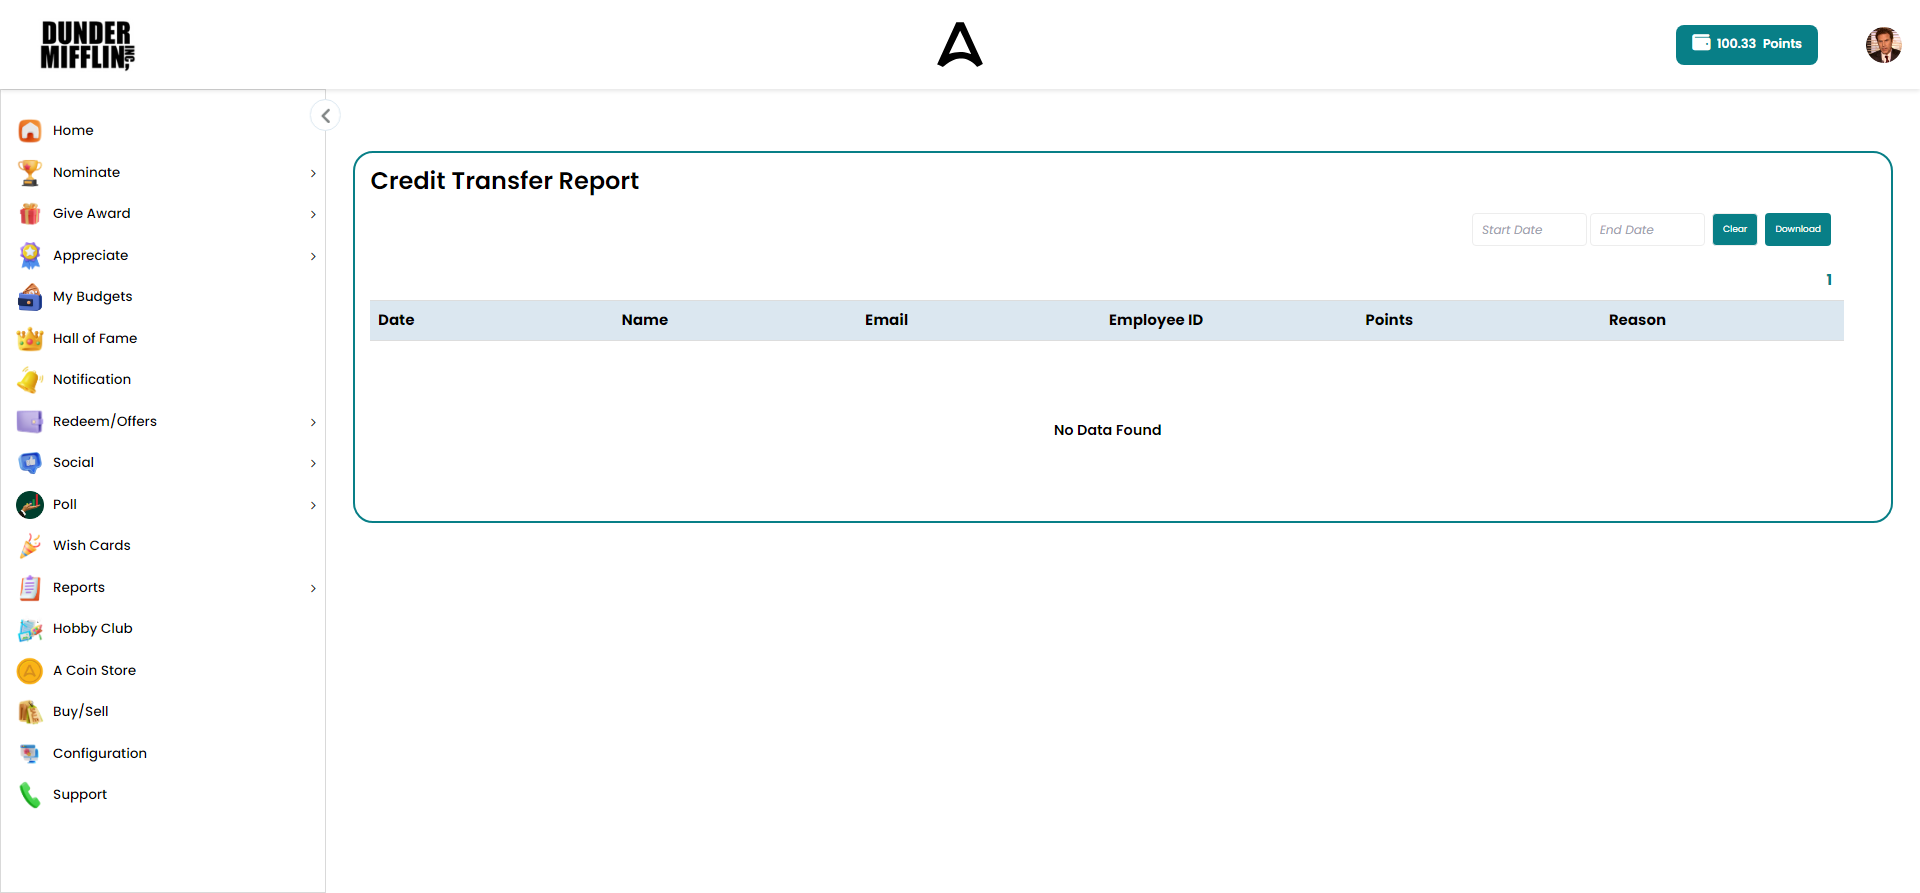 DUNDER
MIFFLIN INC,
100.33 Points
Home
Nominate
Give Award
Appreciate
My Budgets
Hall of Fame
Notification
Redeem/Offers
Social
Poll
Wish Cards
Reports
Hobby Club
A Coin Store
Buy/Sell
Configuration
Support
Credit Transfer Report
Start Date End Date Clear Download
1
Date Name Email Employee ID Points Reason
No Data Found